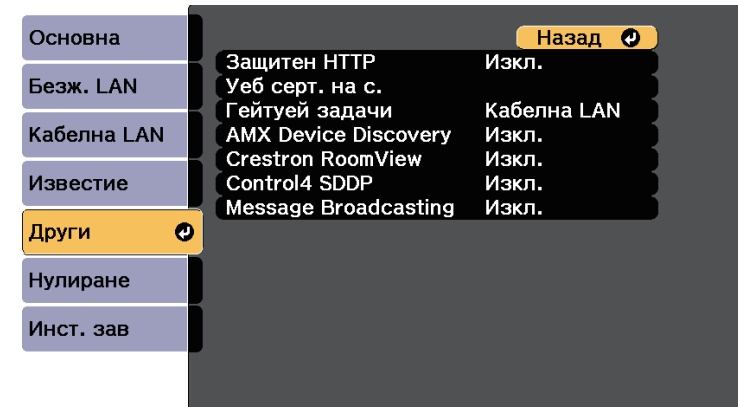 Основна
Безж. LAN
Кабелна LAN
Известие
Други
Нулиране
Инст. зав
Назад
Защитен HTTP Изкл.
Уеб серт. на с.
Гейтуей задачи Кабелна LAN
AMX Device Discovery Изкл.
Crestron RoomView Изкл.
Control4 SDDP Изкл.
Message Broadcasting Изкл.